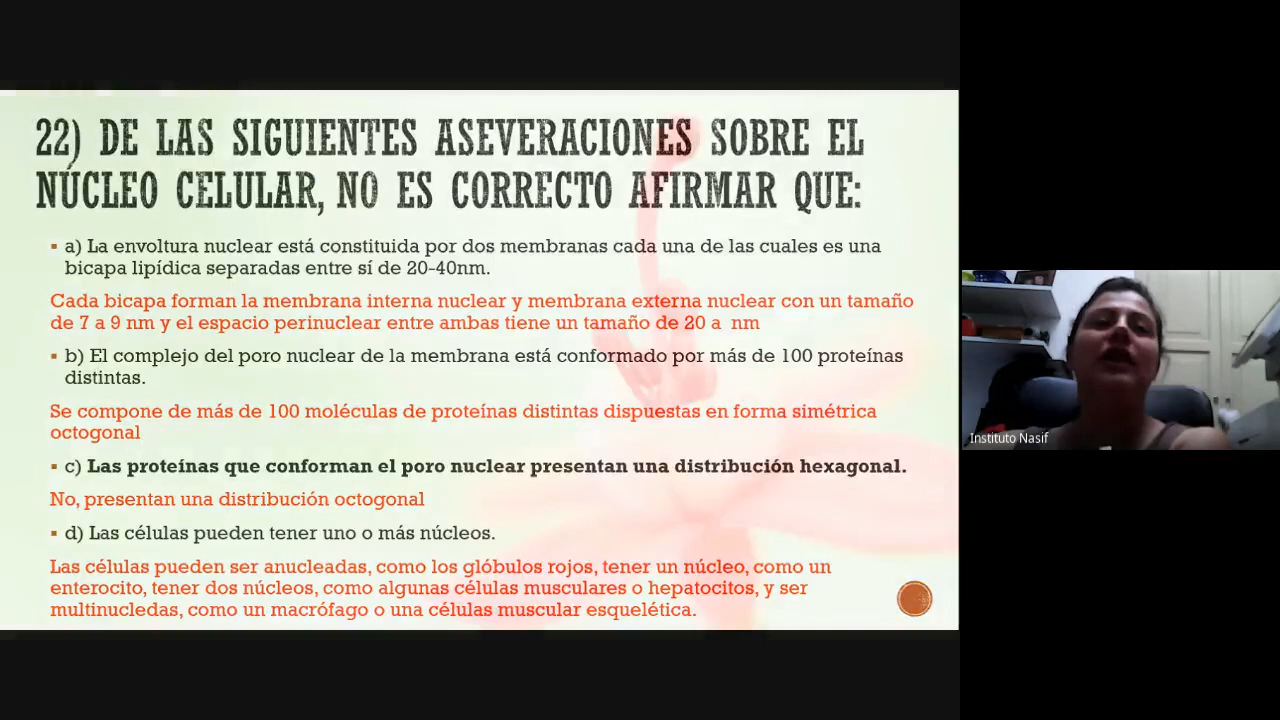 22) DE LAS SIGUIENTES ASEVERACIONES SOBRE EL
NÚCLEO CELULAR, NO ES CORRECTO AFIRMAR QUE:
▪ a) La envoltura nuclear está constituida por dos membranas cada una de las cuales es una
bicapa lipídica separadas entre sí de 20-40nm.
Cada bicapa forman la membrana interna nuclear y membrana externa nuclear con un tamaño
de 7 a 9 nm y el espacio perinuclear entre ambas tiene un tamaño de 20 a nm
▪ b) El complejo del poro nuclear de la membrana está conformado por más de 100 proteínas
distintas.
Se compone de más de 100 moléculas de proteínas distintas dispuestas en forma simétrica
octogonal
▪ c) Las proteínas que conforman el poro nuclear presentan una distribución hexagonal.
No, presentan una distribución octogonal
▪ d) Las células pueden tener uno o más núcleos.
Las células pueden ser anucleadas, como los glóbulos rojos, tener un núcleo, como un
enterocito, tener dos núcleos, como algunas células musculares o hepatocitos, y ser
multinucledas, como un macrófago o una células muscular esquelética.
Instituto Nasif